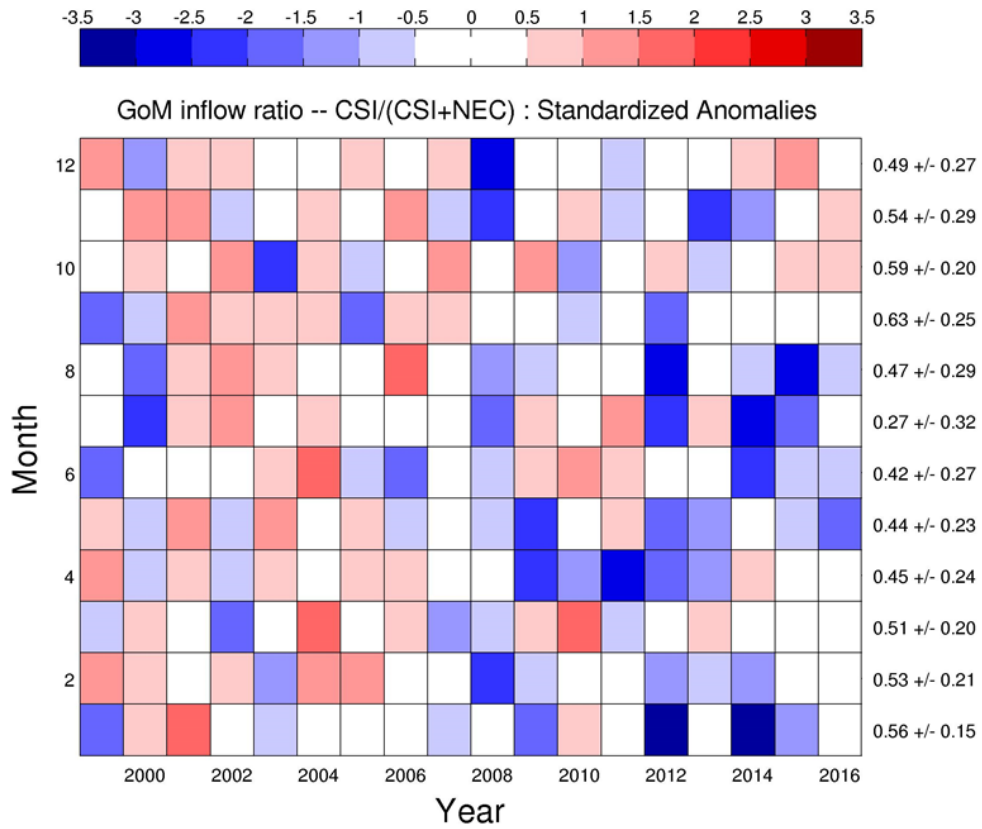 -3.5 -3 -2.5 -2 -1.5 -1 -0.5 0 0.5 1 1.5 2 2.5 3 3.5
GoM inflow ratio -- CSI/(CSI+NEC) : Standardized Anomalies
12 0.49 +/- 0.27
0.54 +/- 0.29
10 0.59 +/- 0.20
0.63 +/- 0.25
8 0.47 +/- 0.29
0.27 +/- 0.32
Month
6 0.42 +/- 0.27
0.44 +/- 0.23
4 0.45 +/- 0.24
0.51 +/- 0.20
2 0.53 +/- 0.21
0.56 +/- 0.15
2000 2002 2004 2006 2008 2010 2012 2014 2016
Year